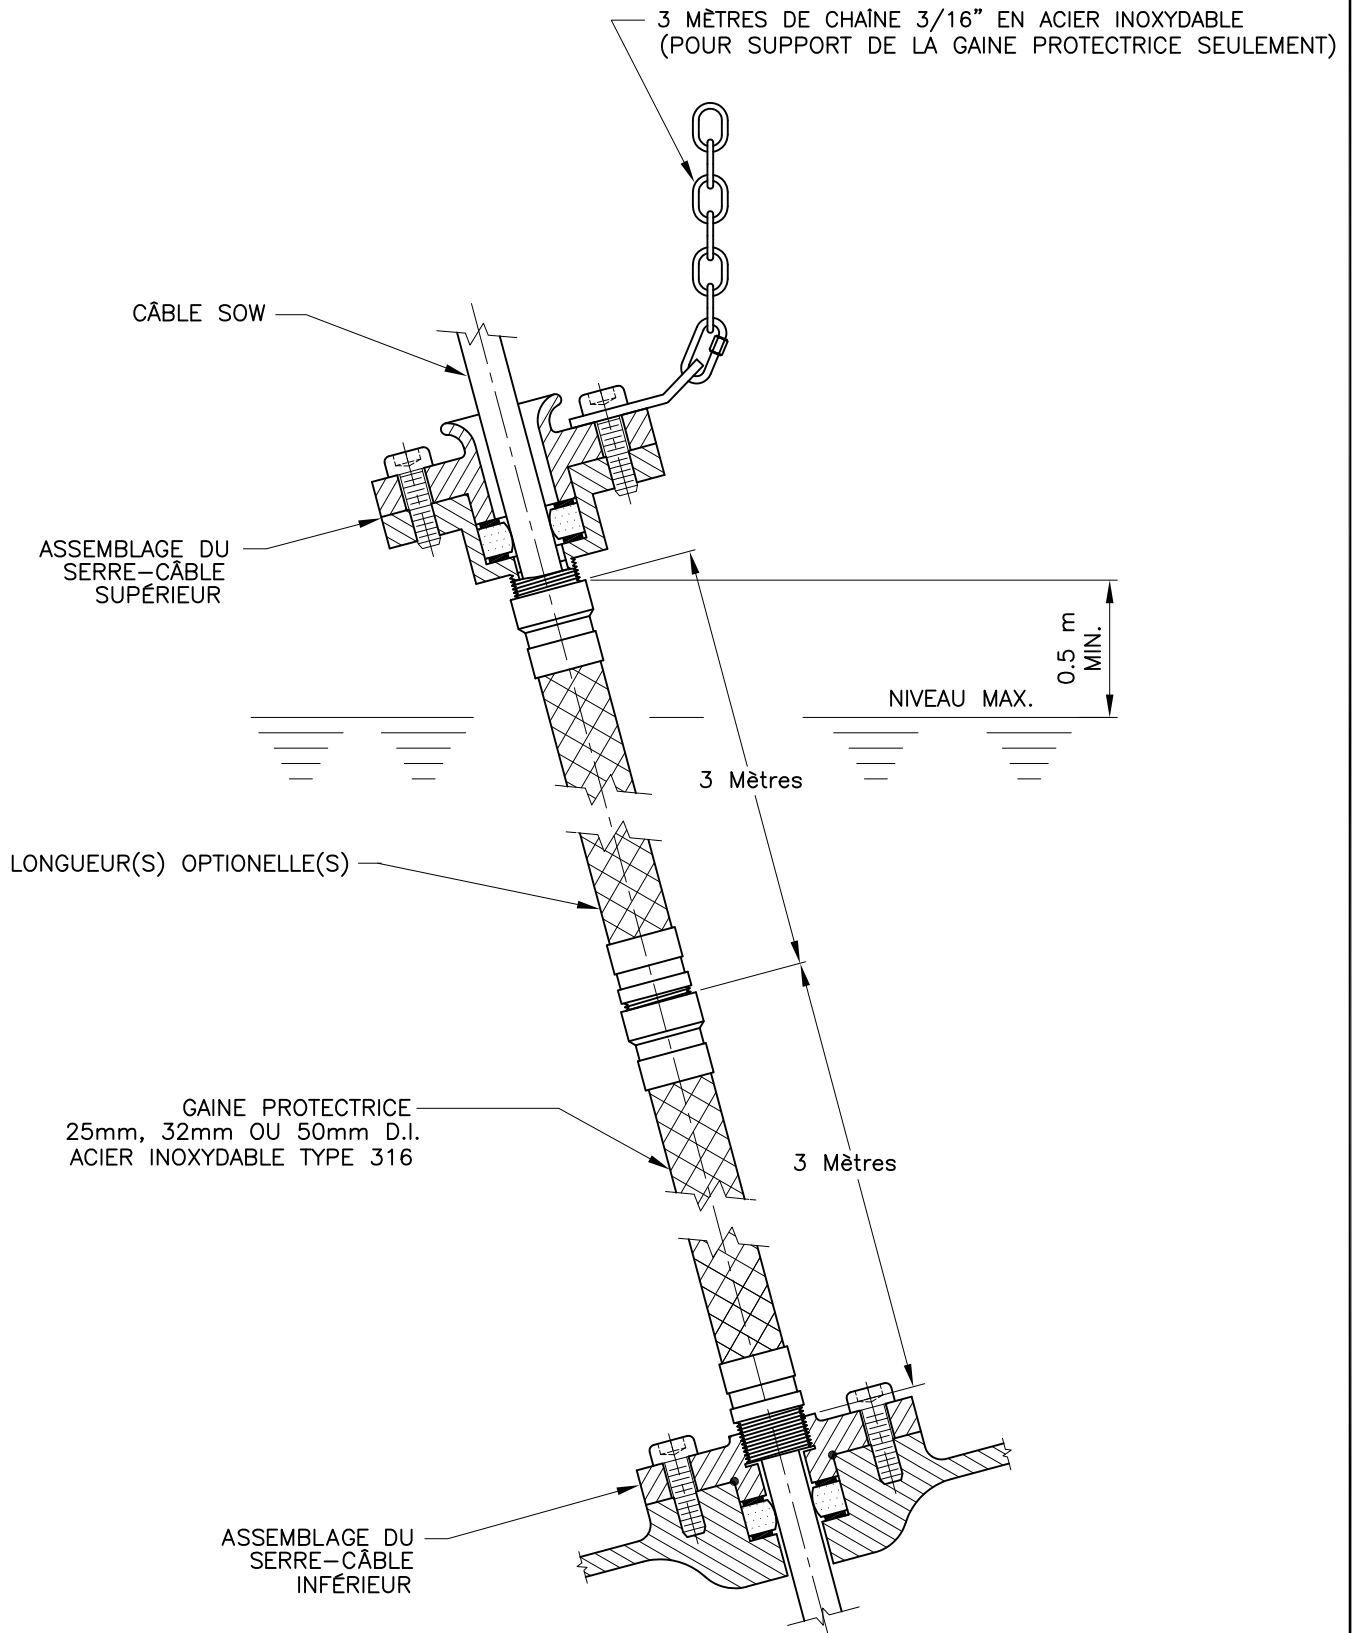 3 MÈTRES DE CHAÎNE 3/16" EN ACIER INOXYDABLE
(POUR SUPPORT DE LA GAINE PROTECTRICE SEULEMENT)
CÂBLE SOW
ASSEMBLAGE DU
SERRE-CÂBLE
SUPÉRIEUR
0.5 m
MIN.
NIVEAU MAX.
3 Mètres
LONGUEUR(S) OPTIONELLE(S)
GAINE PROTECTRICE
25mm, 32mm OU 50mm D.I.
ACIER INOXYDABLE TYPE 316
3 Mètres
ASSEMBLAGE DU
SERRE-CÂBLE
INFÉRIEUR